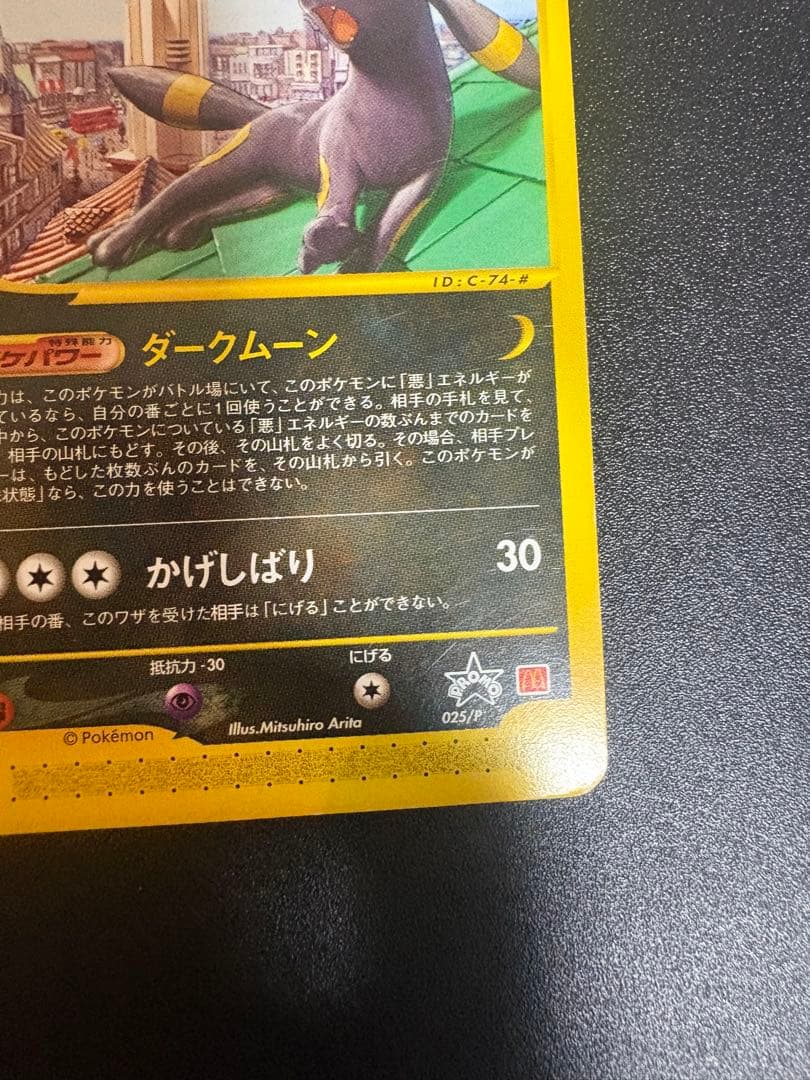 ID:C-74-#
特殊能力
ケパワー
ダークムーン
力は、このポケモンがバトル場にいて、このポケモンに「悪」エネルギーが
ているなら、自分の番ごとに1回使うことができる。相手の手札を見て、
中から、このポケモンについている「悪」エネルギーの数ぶんまでのカードを
、相手の山札にもどす。その後、その山札をよく切る。その場合、相手プレ
ーは、もどした枚数ぶんのカードを、その山札から引く。このポケモンが
状態」なら、この力を使うことはできない。
かげしばり 30
相手の番、このワザを受けた相手は「にげる」ことができない。
抵抗力 -30 にげる
PROMO
025/P
© Pokémon Illus.Mitsuhiro Arita